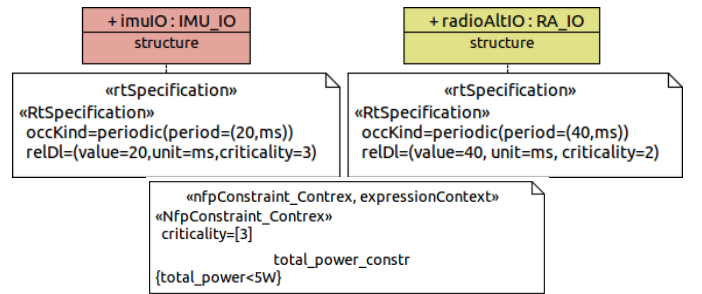 + imuIO : IMU_IO
structure
«rtSpecification»
«RtSpecification»
occKind=periodic(period=(20,ms))
relDl=(value=20,unit=ms,criticality=3)
+ radioAltIO : RA_IO
structure
«rtSpecification»
«RtSpecification»
occKind=periodic(period=(40,ms))
relDl=(value=40, unit=ms, criticality=2)
«nfpConstraint_Contrex, expressionContext»
«NfpConstraint_Contrex»
criticality=[3]
total_power_constr
{total_power<5W}